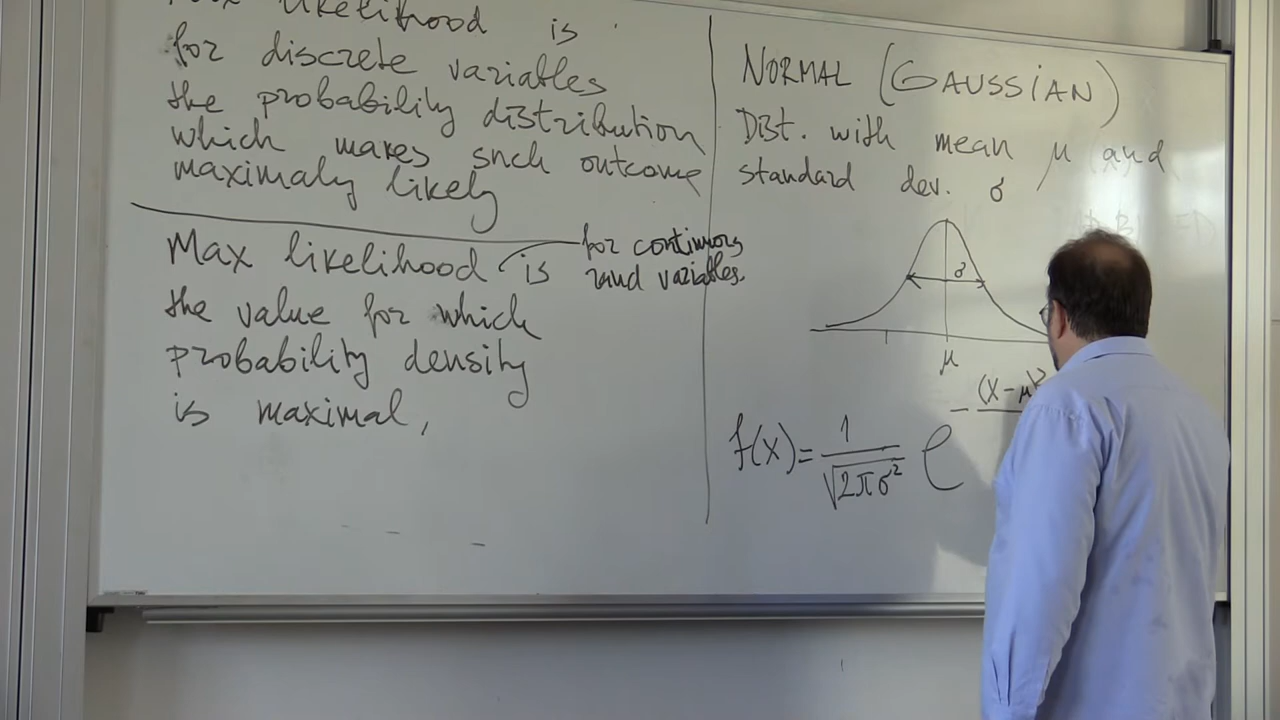 Max likelihood is
for discrete variables
the probability distribution
which makes such outcome
maximaly likely
Max likelihood is
for continuous
rand variables
the value for which
probability density
is maximal,
NORMAL (GAUSSIAN)
Dist. with mean μ and
standard dev. σ
σ
μ
f(x)= 1/√2πσ² e^-(x-μ)²